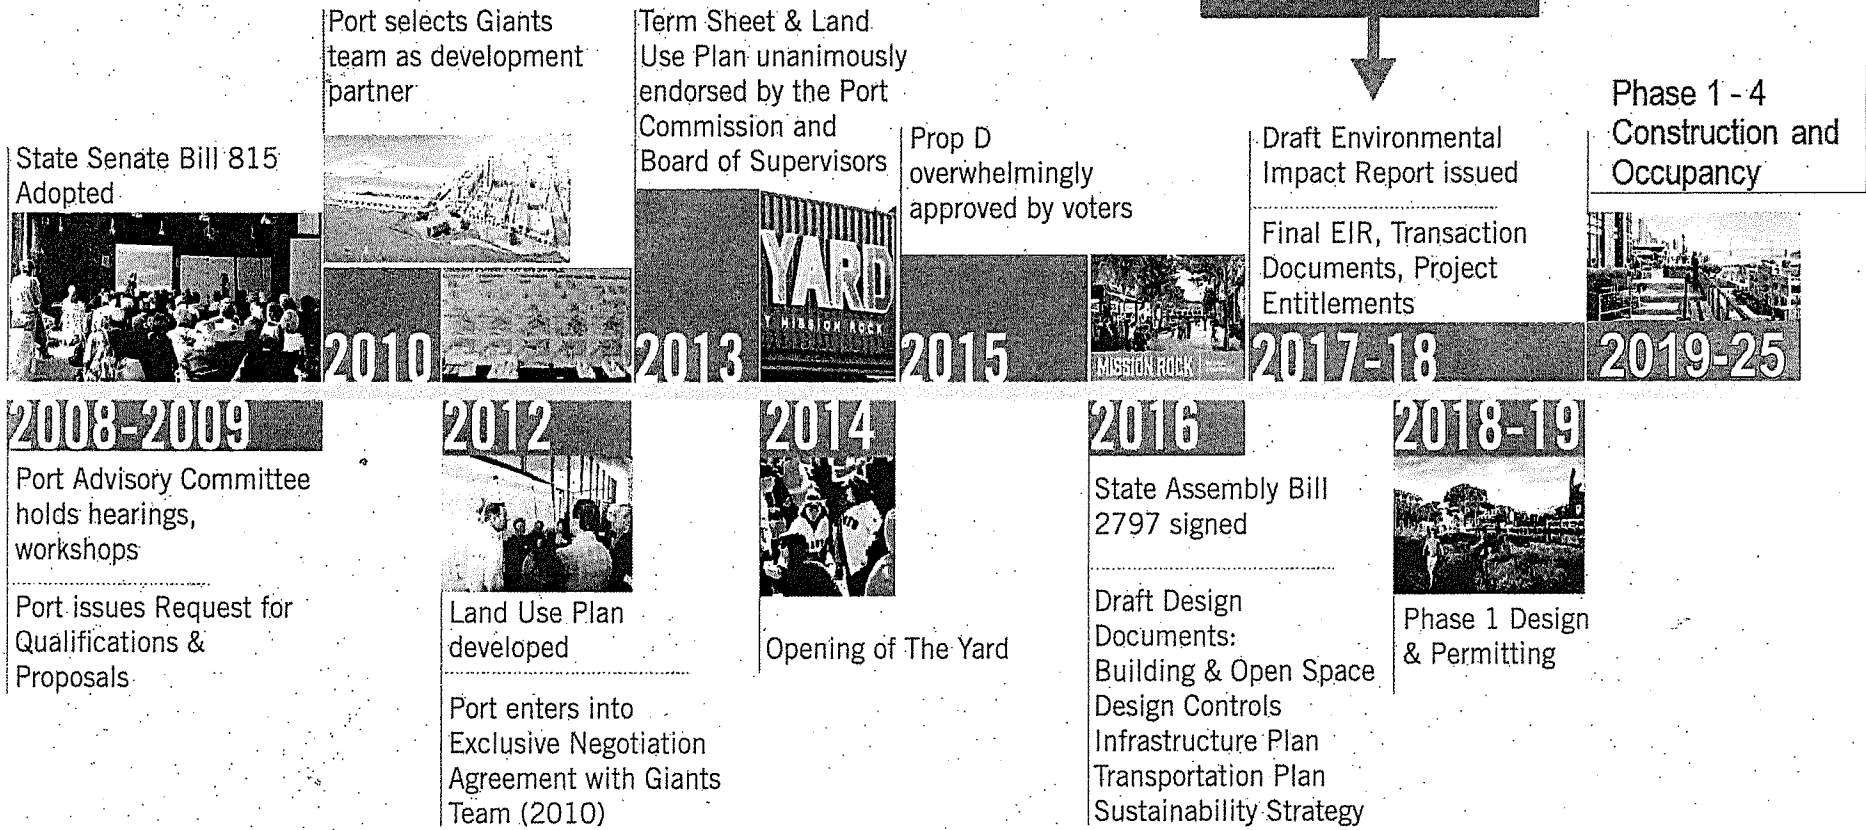 State Senate Bill 815
Adopted
2008-2009
Port Advisory Committee
holds hearings,
workshops
Port issues Request for
Qualifications &
Proposals
Port selects Giants
team as development
partner
2010
2012
Land Use Plan
developed
Port enters into
Exclusive Negotiation
Agreement with Giants
Team (2010)
Term Sheet & Land
Use Plan unanimously
endorsed by the Port
Commission and
Board of Supervisors
2013
YARD
MISSION ROCK
2014
Opening of The Yard
Prop D
overwhelmingly
approved by voters
2015
MISSION ROCK
2016
State Assembly Bill
2797 signed
Draft Design
Documents:
Building & Open Space
Design Controls
Infrastructure Plan
Transportation Plan
Sustainability Strategy
Draft Environmental
Impact Report issued
Final EIR, Transaction
Documents, Project
Entitlements
2017-18
2018-19
Phase 1 Design
& Permitting
Phase 1 - 4
Construction and
Occupancy
2019-25